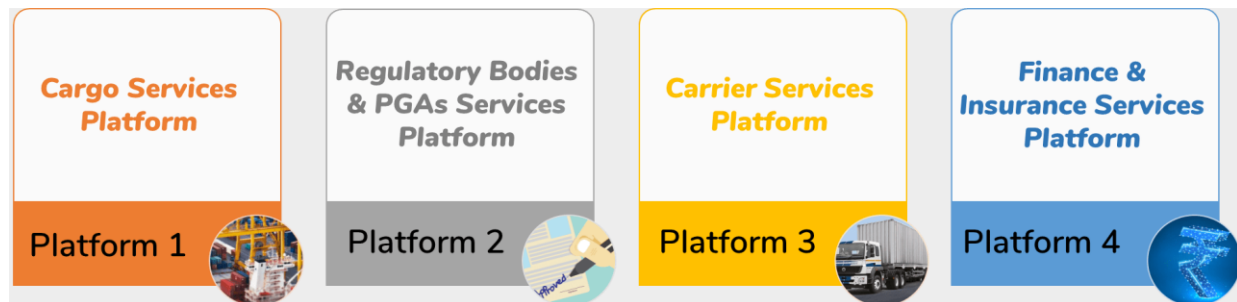 Cargo Services
Platform
Platform 1
Regulatory Bodies
& PGAs Services
Platform
Platform 2
Approved
Carrier Services
Platform
Platform 3
Finance &
Insurance Services
Platform
Platform 4
₹